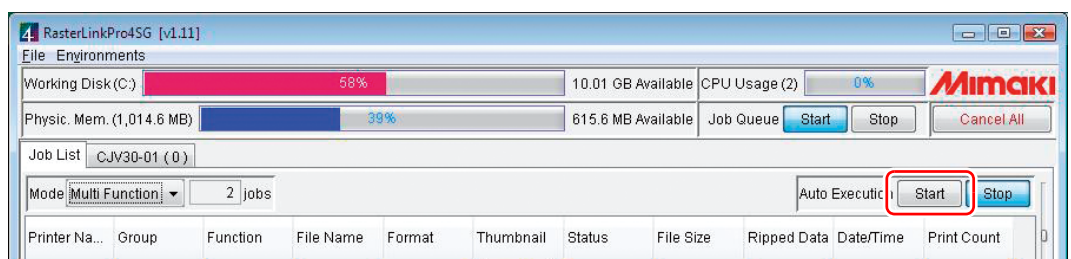 4 RasterLinkPro4SG [v1.11]
File Environments
Working Disk (C:) 58% 10.01 GB Available CPU Usage (2) 0% Mimaki
Physic. Mem. (1,014.6 MB) 39% 615.6 MB Available Job Queue Start Stop Cancel All
Job List CJV30-01 ( 0 )
Mode Multi Function 2 jobs Auto Execution Start Stop
Printer Na... Group Function File Name Format Thumbnail Status File Size Ripped Data Date/Time Print Count